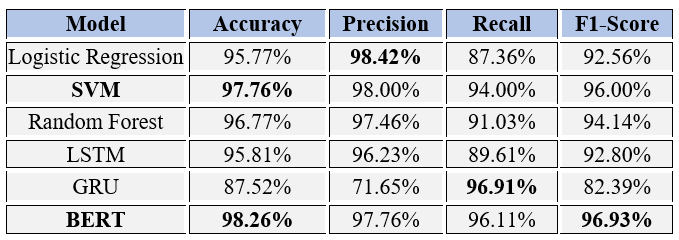 Model Accuracy Precision Recall F1-Score
Logistic Regression 95.77% 98.42% 87.36% 92.56%
SVM 97.76% 98.00% 94.00% 96.00%
Random Forest 96.77% 97.46% 91.03% 94.14%
LSTM 95.81% 96.23% 89.61% 92.80%
GRU 87.52% 71.65% 96.91% 82.39%
BERT 98.26% 97.76% 96.11% 96.93%